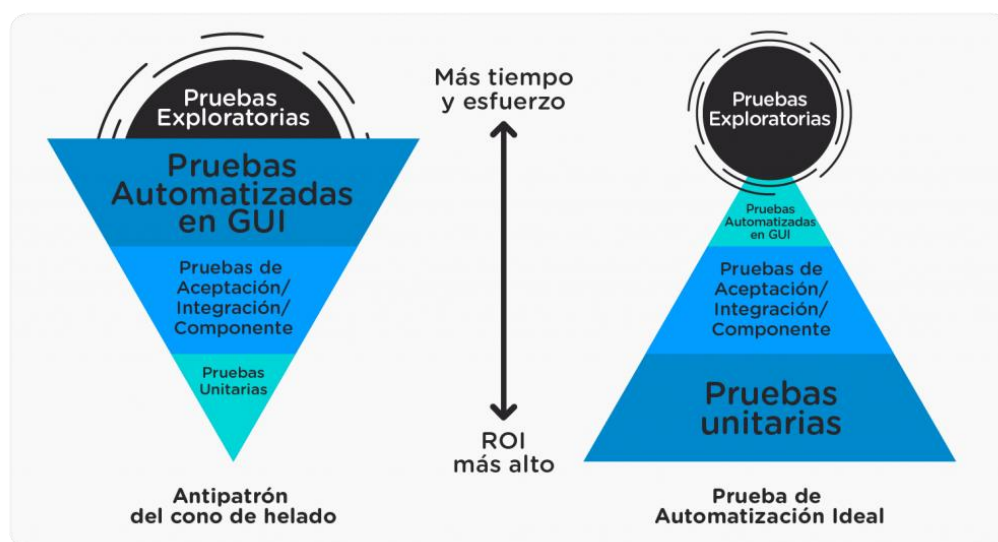 Pruebas
Exploratorias
Pruebas
Automatizadas
en GUI
Pruebas de
Aceptación/
Integración/
Componente
Pruebas
Unitarias
Antipatrón
del cono de helado
Más tiempo
y esfuerzo
ROI
más alto
Pruebas
Exploratorias
Pruebas
Automatizadas
en GUI
Pruebas de
Aceptación/
Integración/
Componente
Pruebas
unitarias
Prueba de
Automatización Ideal